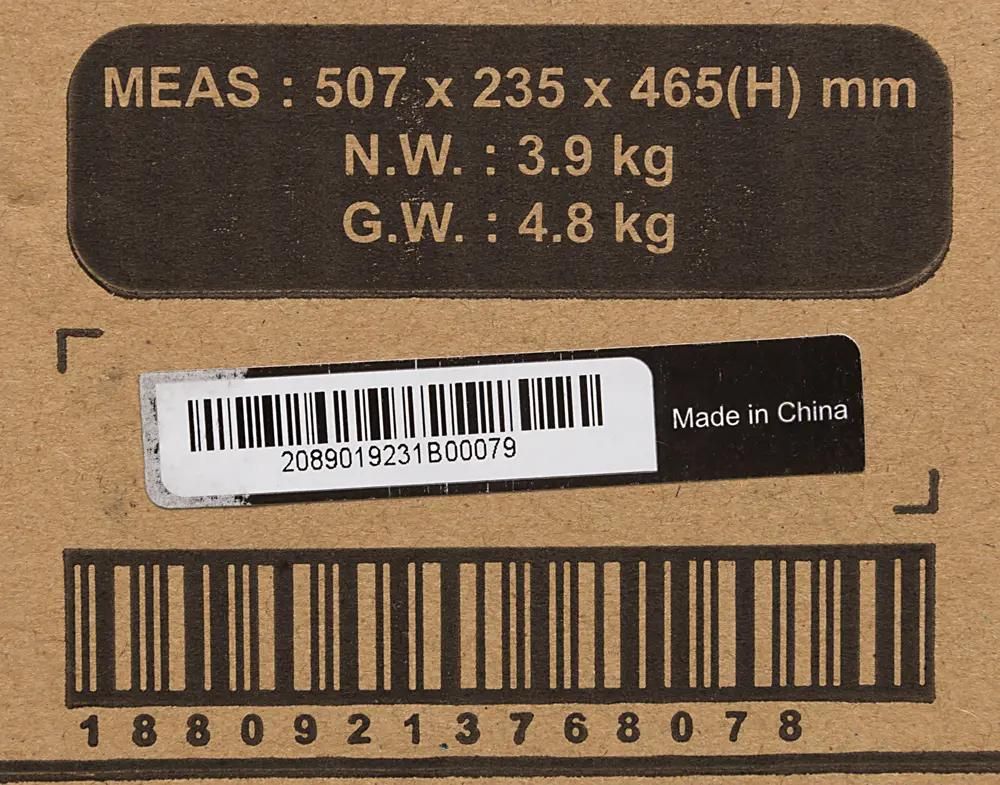 MEAS : 507 x 235 x 465(H) mm
N.W. : 3.9 kg
G.W. : 4.8 kg
2089019231B00079
Made in China
18809213768078